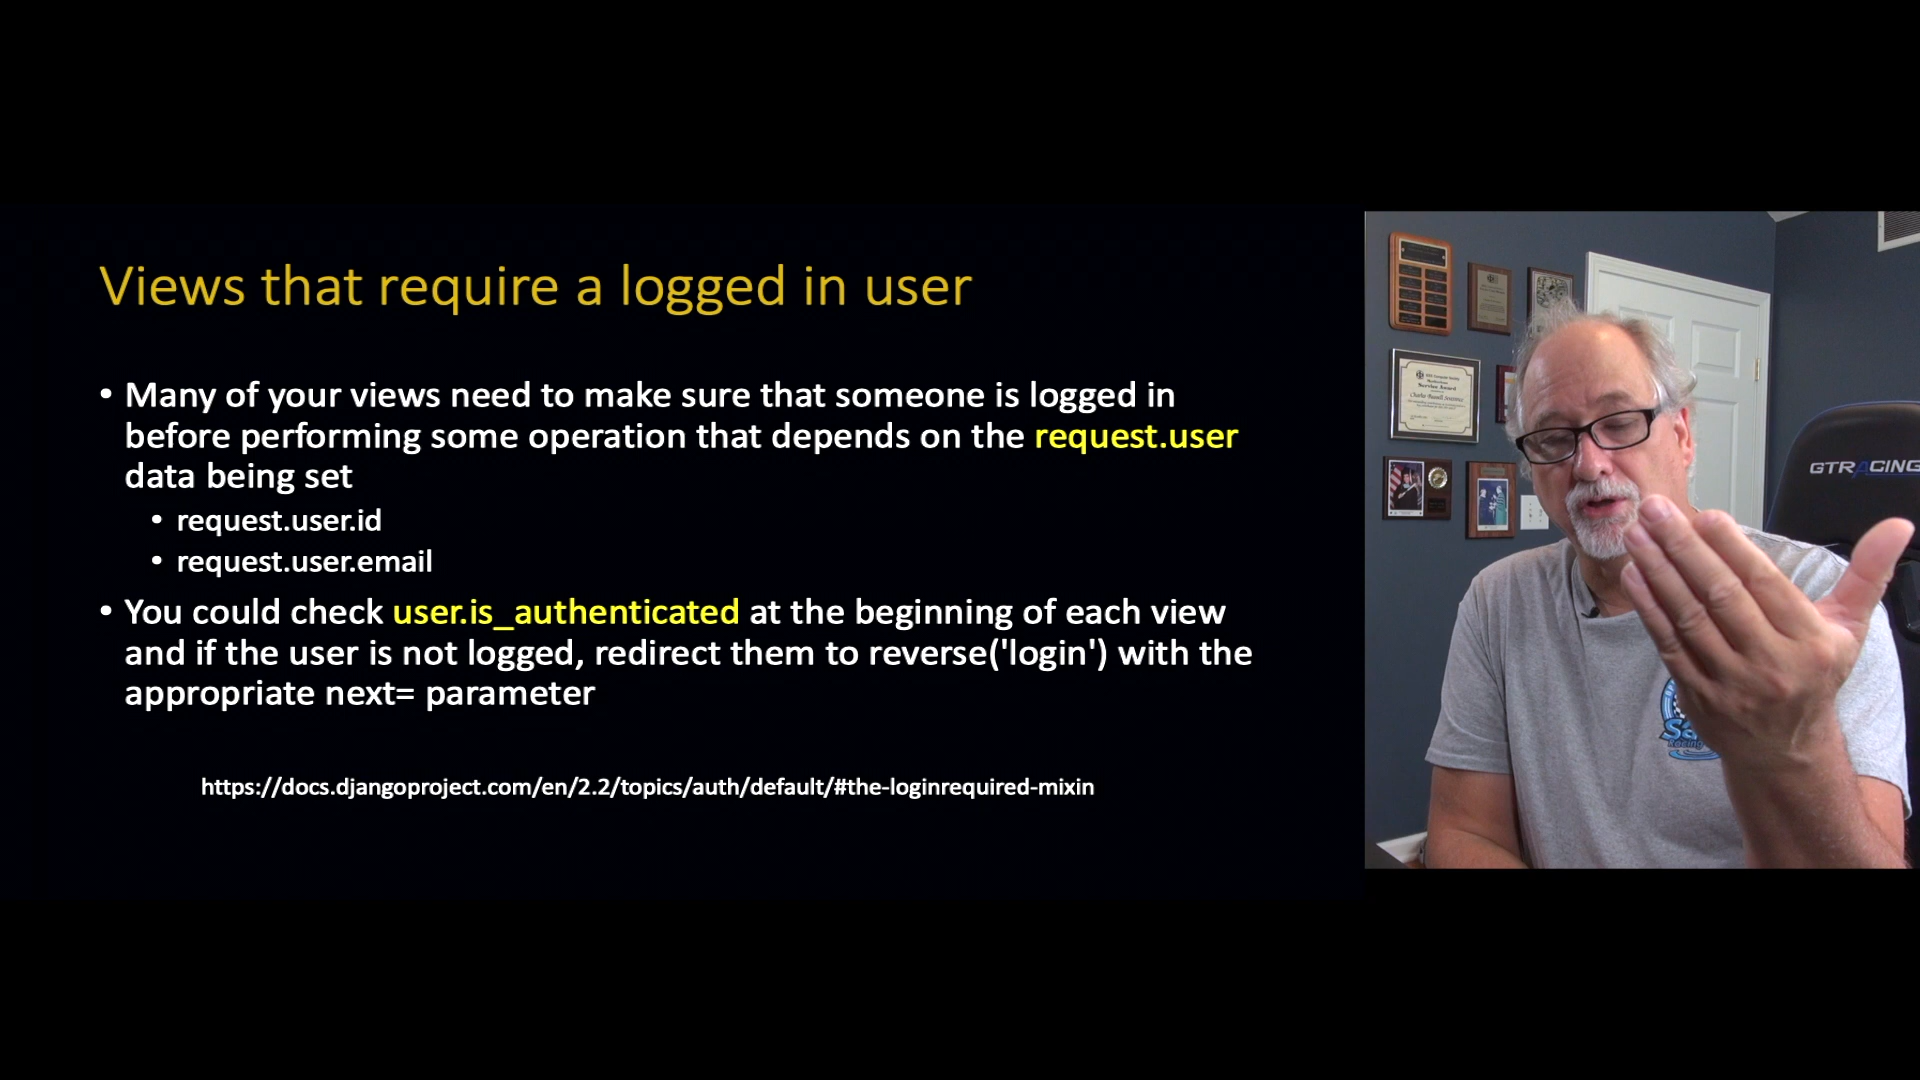 Views that require a logged in user
• Many of your views need to make sure that someone is logged in
before performing some operation that depends on the request.user
data being set
• request.user.id
• request.user.email
• You could check user.is_authenticated at the beginning of each view
and if the user is not logged, redirect them to reverse('login') with the
appropriate next= parameter
https://docs.djangoproject.com/en/2.2/topics/auth/default/#the-loginrequired-mixin
Service Award
GTRACING
Racing